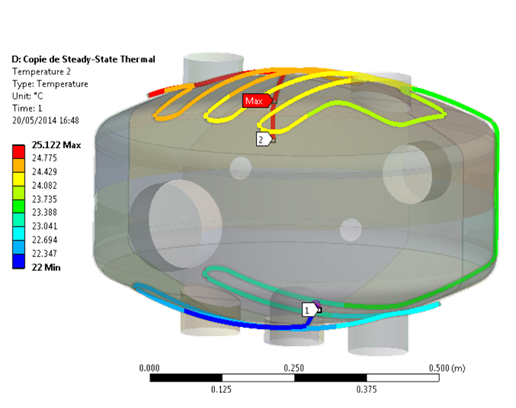 D: Copie de Steady-State Thermal
Temperature 2
Type: Temperature
Unit: °C
Time: 1
20/05/2014 16:48
25.122 Max
24.775
24.429
24.082
23.735
23.388
23.041
22.694
22.347
22 Min
Max
2
1
0.000
0.250
0.500 (m)
0.125
0.375